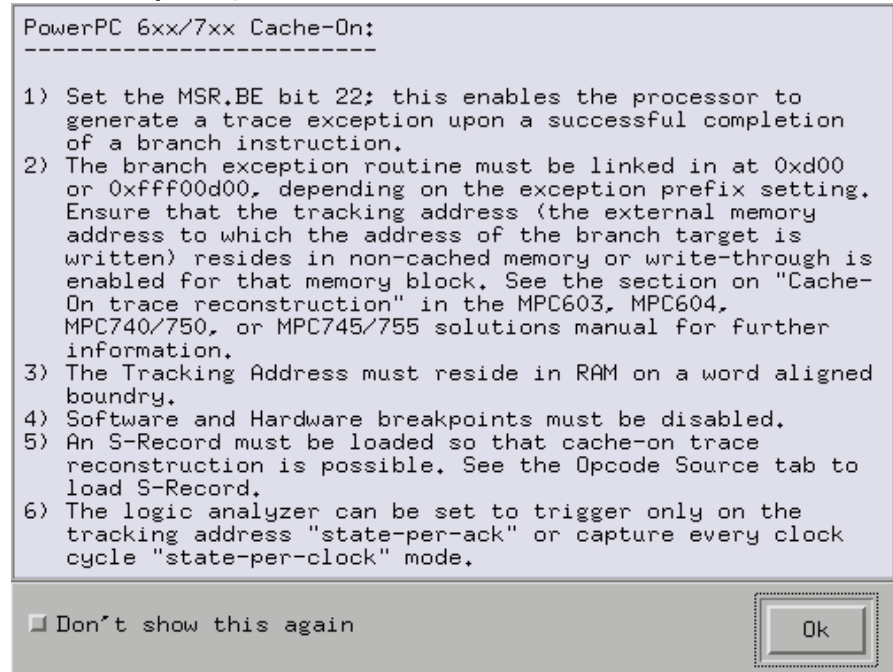 PowerPC 6xx/7xx Cache-On:
-------------------------
1) Set the MSR.BE bit 22; this enables the processor to
generate a trace exception upon a successful completion
of a branch instruction.
2) The branch exception routine must be linked in at 0xd00
or 0xfff00d00, depending on the exception prefix setting.
Ensure that the tracking address (the external memory
address to which the address of the branch target is
written) resides in non-cached memory or write-through is
enabled for that memory block. See the section on "Cache-
On trace reconstruction" in the MPC603, MPC604,
MPC740/750, or MPC745/755 solutions manual for further
information.
3) The Tracking Address must reside in RAM on a word aligned
boundry.
4) Software and Hardware breakpoints must be disabled.
5) An S-Record must be loaded so that cache-on trace
reconstruction is possible. See the Opcode Source tab to
load S-Record.
6) The logic analyzer can be set to trigger only on the
tracking address "state-per-ack" or capture every clock
cycle "state-per-clock" mode.
Don't show this again
Ok